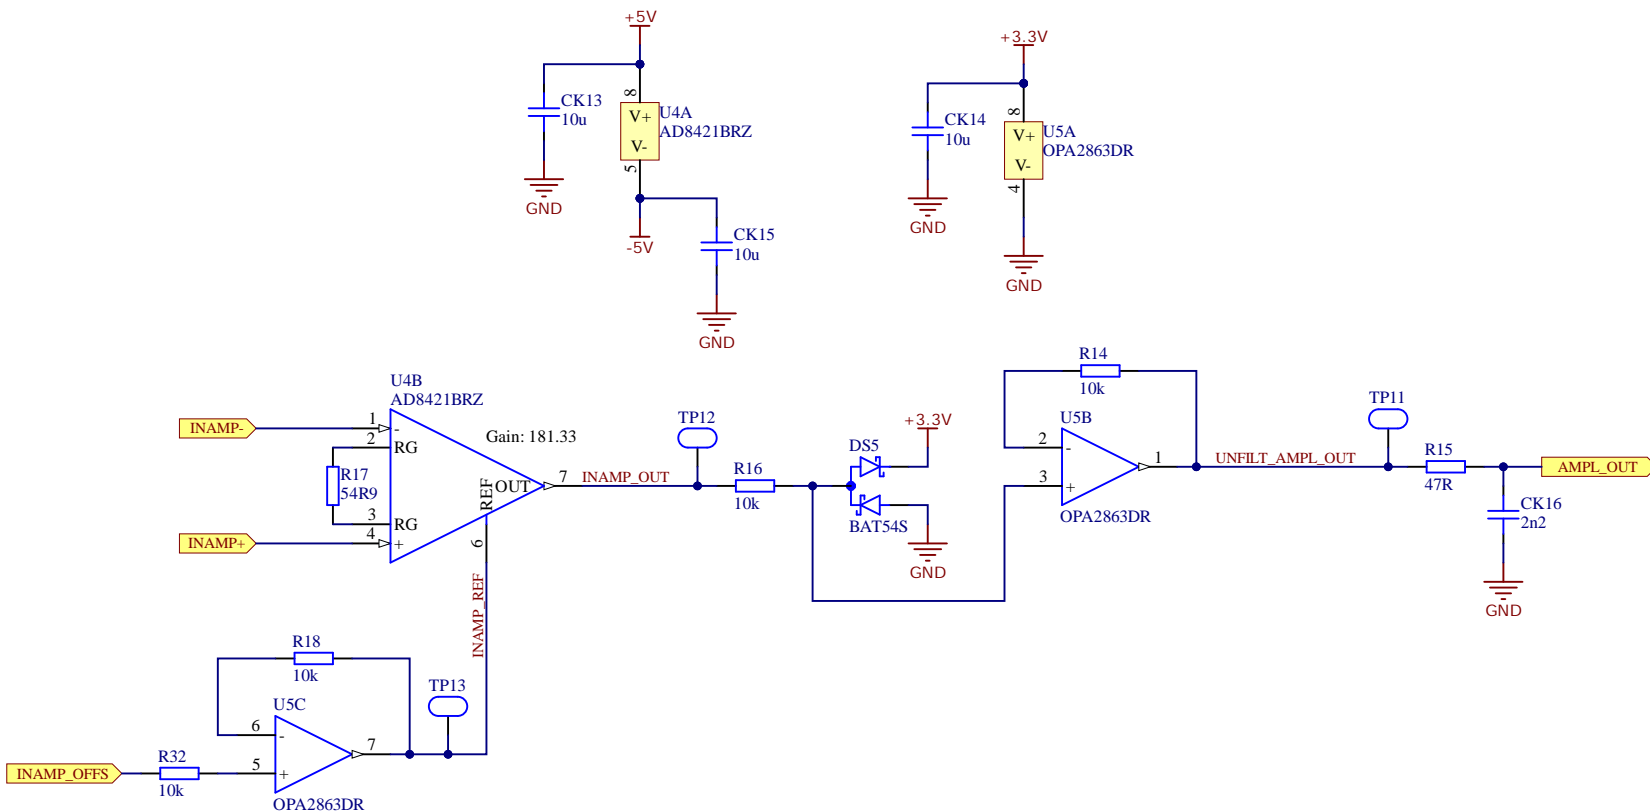 +5V
CK13
10u
GND
8
V+
V-
5
U4A
AD8421BRZ
-5V
CK15
10u
GND
+3.3V
CK14
10u
GND
8
V+
V-
4
U5A
OPA2863DR
GND
U4B
AD8421BRZ
INAMP-
1
-
2
RG
R17
54R9
3
RG
INAMP+
4
+
Gain: 181.33
REF
OUT
7
INAMP_OUT
6
INAMP_REF
TP12
R16
10k
DS5
BAT54S
+3.3V
GND
R14
10k
U5B
2
-
3
+
1
OPA2863DR
UNFILT_AMPL_OUT
TP11
R15
47R
AMPL_OUT
CK16
2n2
GND
R18
10k
U5C
6
-
5
+
7
OPA2863DR
TP13
INAMP_OFFS
R32
10k